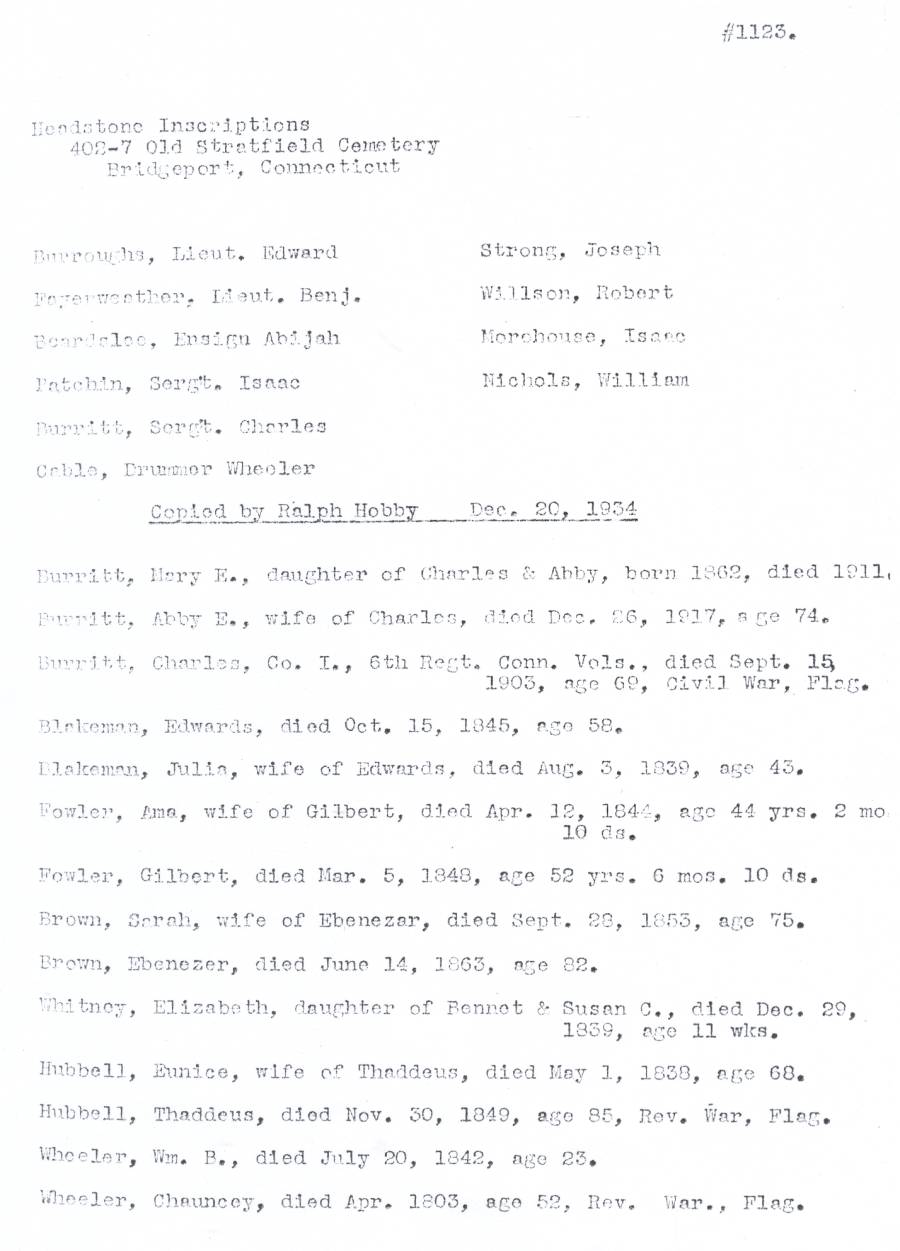 #1123.
Headstone Inscriptions
402-7 Old Stratfield Cemetery
Bridgeport, Connecticut
Burroughs, Lieut. Edward
Fayerweather, Lieut. Benj.
Beardslee, Ensign Abijah
Patchin, Serg't. Isaac
Burritt, Serg't. Charles
Cable, Drummer Wheeler
Strong, Joseph
Willson, Robert
Morehouse, Isaac
Nichols, William
Copied by Ralph Hobby Dec. 20, 1934
Burritt, Mary E., daughter of Charles & Abby, born 1862, died 1911.
Burritt, Abby E., wife of Charles, died Dec. 26, 1917, age 74.
Burritt, Charles, Co. I., 6th Regt. Conn. Vols., died Sept. 15,
1903, age 69, Civil War, Flag.
Blakeman, Edwards, died Oct. 15, 1845, age 58.
Blakeman, Julia, wife of Edwards, died Aug. 3, 1839, age 43.
Fowler, Ama, wife of Gilbert, died Apr. 12, 1844, age 44 yrs. 2 mo
10 ds.
Fowler, Gilbert, died Mar. 5, 1848, age 52 yrs. 6 mos. 10 ds.
Brown, Sarah, wife of Ebenezar, died Sept. 28, 1853, age 75.
Brown, Ebenezer, died June 14, 1863, age 82.
Whitney, Elizabeth, daughter of Bennet & Susan C., died Dec. 29,
1839, age 11 wks.
Hubbell, Eunice, wife of Thaddeus, died May 1, 1838, age 68.
Hubbell, Thaddeus, died Nov. 30, 1849, age 85, Rev. War, Flag.
Wheeler, Wm. B., died July 20, 1842, age 23.
Wheeler, Chauncey, died Apr. 1803, age 52, Rev. War., Flag.